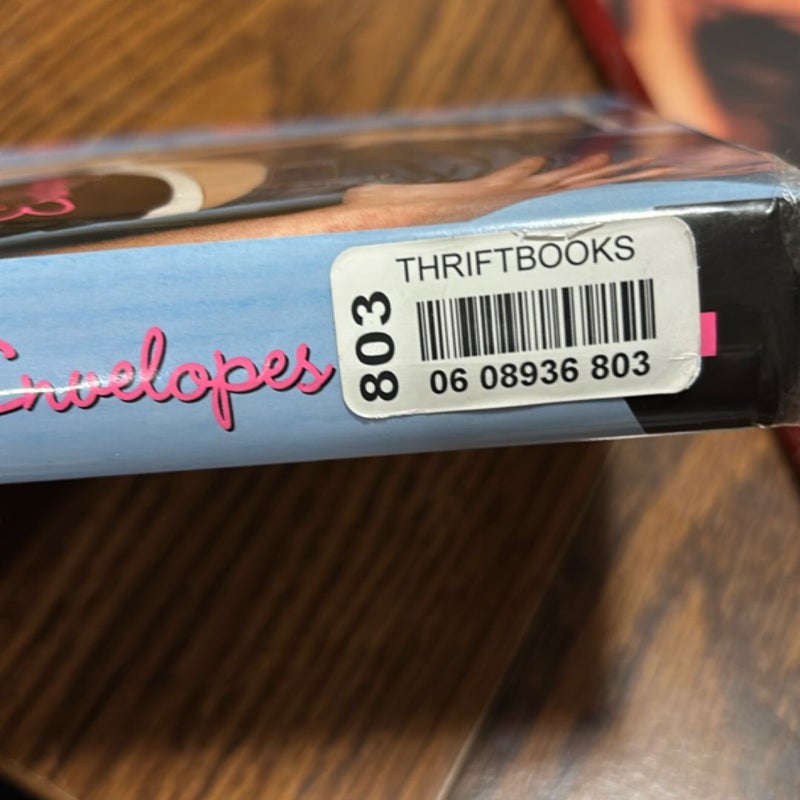 Envelopes
THRIFTBOOKS
803
06 08936 803